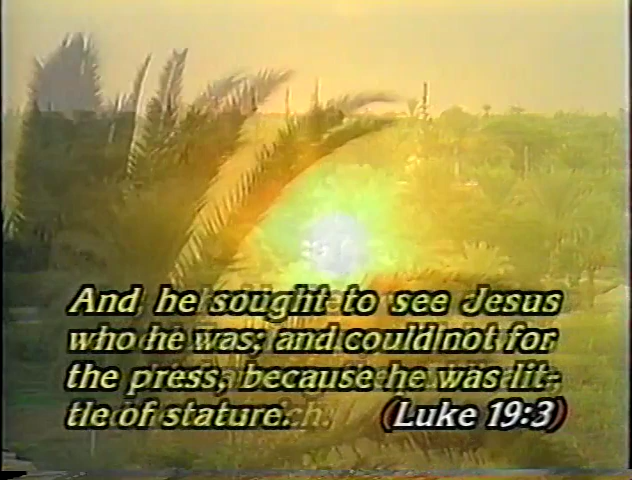 And he sought to see Jesus
who he was; and could not for
the press, because he was lit-
tle of stature. (Luke 19:3)